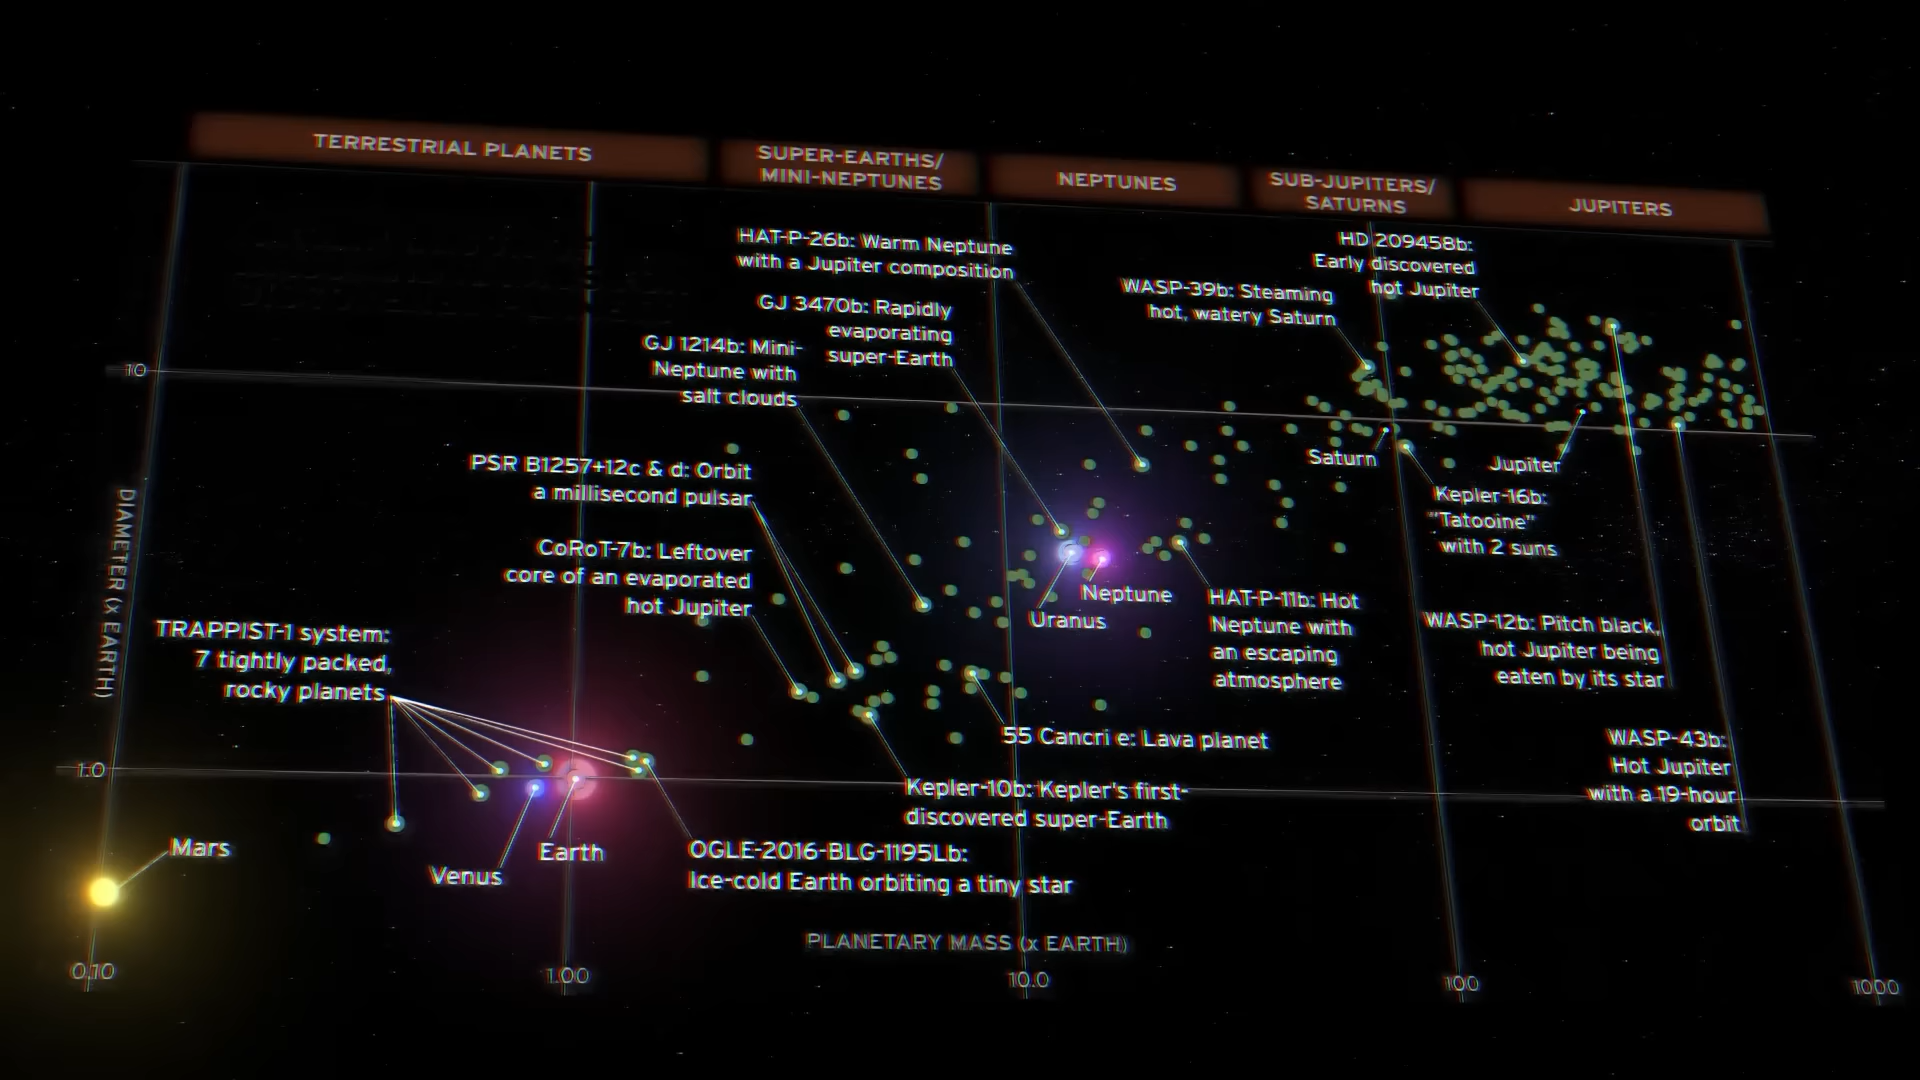 TERRESTRIAL PLANETS
SUPER-EARTHS/
MINI-NEPTUNES
NEPTUNES
SUB-JUPITERS/
SATURNS
JUPITERS
HAT-P-26b: Warm Neptune
with a Jupiter composition
GJ 3470b: Rapidly
evaporating
super-Earth
GJ 1214b: Mini-
Neptune with
salt clouds
WASP-39b: Steaming
hot, watery Saturn
HD 209458b:
Early discovered
hot Jupiter
10
PSR B1257+12c & d: Orbit
a millisecond pulsar
CoRoT-7b: Leftover
core of an evaporated
hot Jupiter
TRAPPIST-1 system:
7 tightly packed,
rocky planets
Saturn
Jupiter
Kepler-16b:
"Tatooine"
with 2 suns
Neptune
Uranus
HAT-P-11b: Hot
Neptune with
an escaping
atmosphere
WASP-12b: Pitch black,
hot Jupiter being
eaten by its star
55 Cancri e: Lava planet
WASP-43b:
Hot Jupiter
with a 19-hour
orbit
DIAMETER (x EARTH)
1.0
Kepler-10b: Kepler's first-
discovered super-Earth
Mars
Venus
Earth
OGLE-2016-BLG-1195Lb:
Ice-cold Earth orbiting a tiny star
PLANETARY MASS (x EARTH)
0.10
1.00
10.0
100
1000